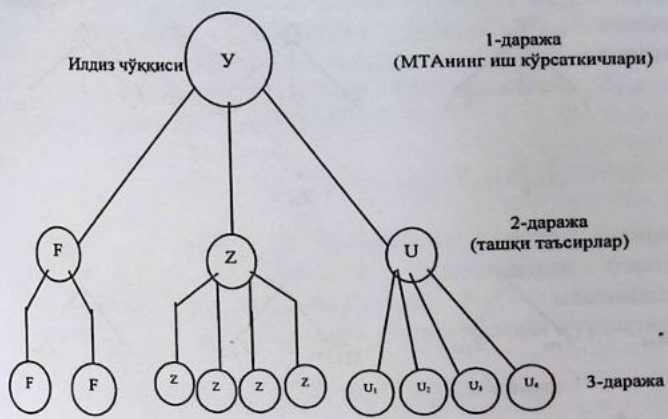 1-даража
(МТАнинг иш кўрсаткичлари)
Илдиз чўққиси
У
2-даража
(ташқи таъсирлар)
F
Z
U
F
F
Z
Z
Z
Z
U₁
U₂
U₃
U₄
3-даража